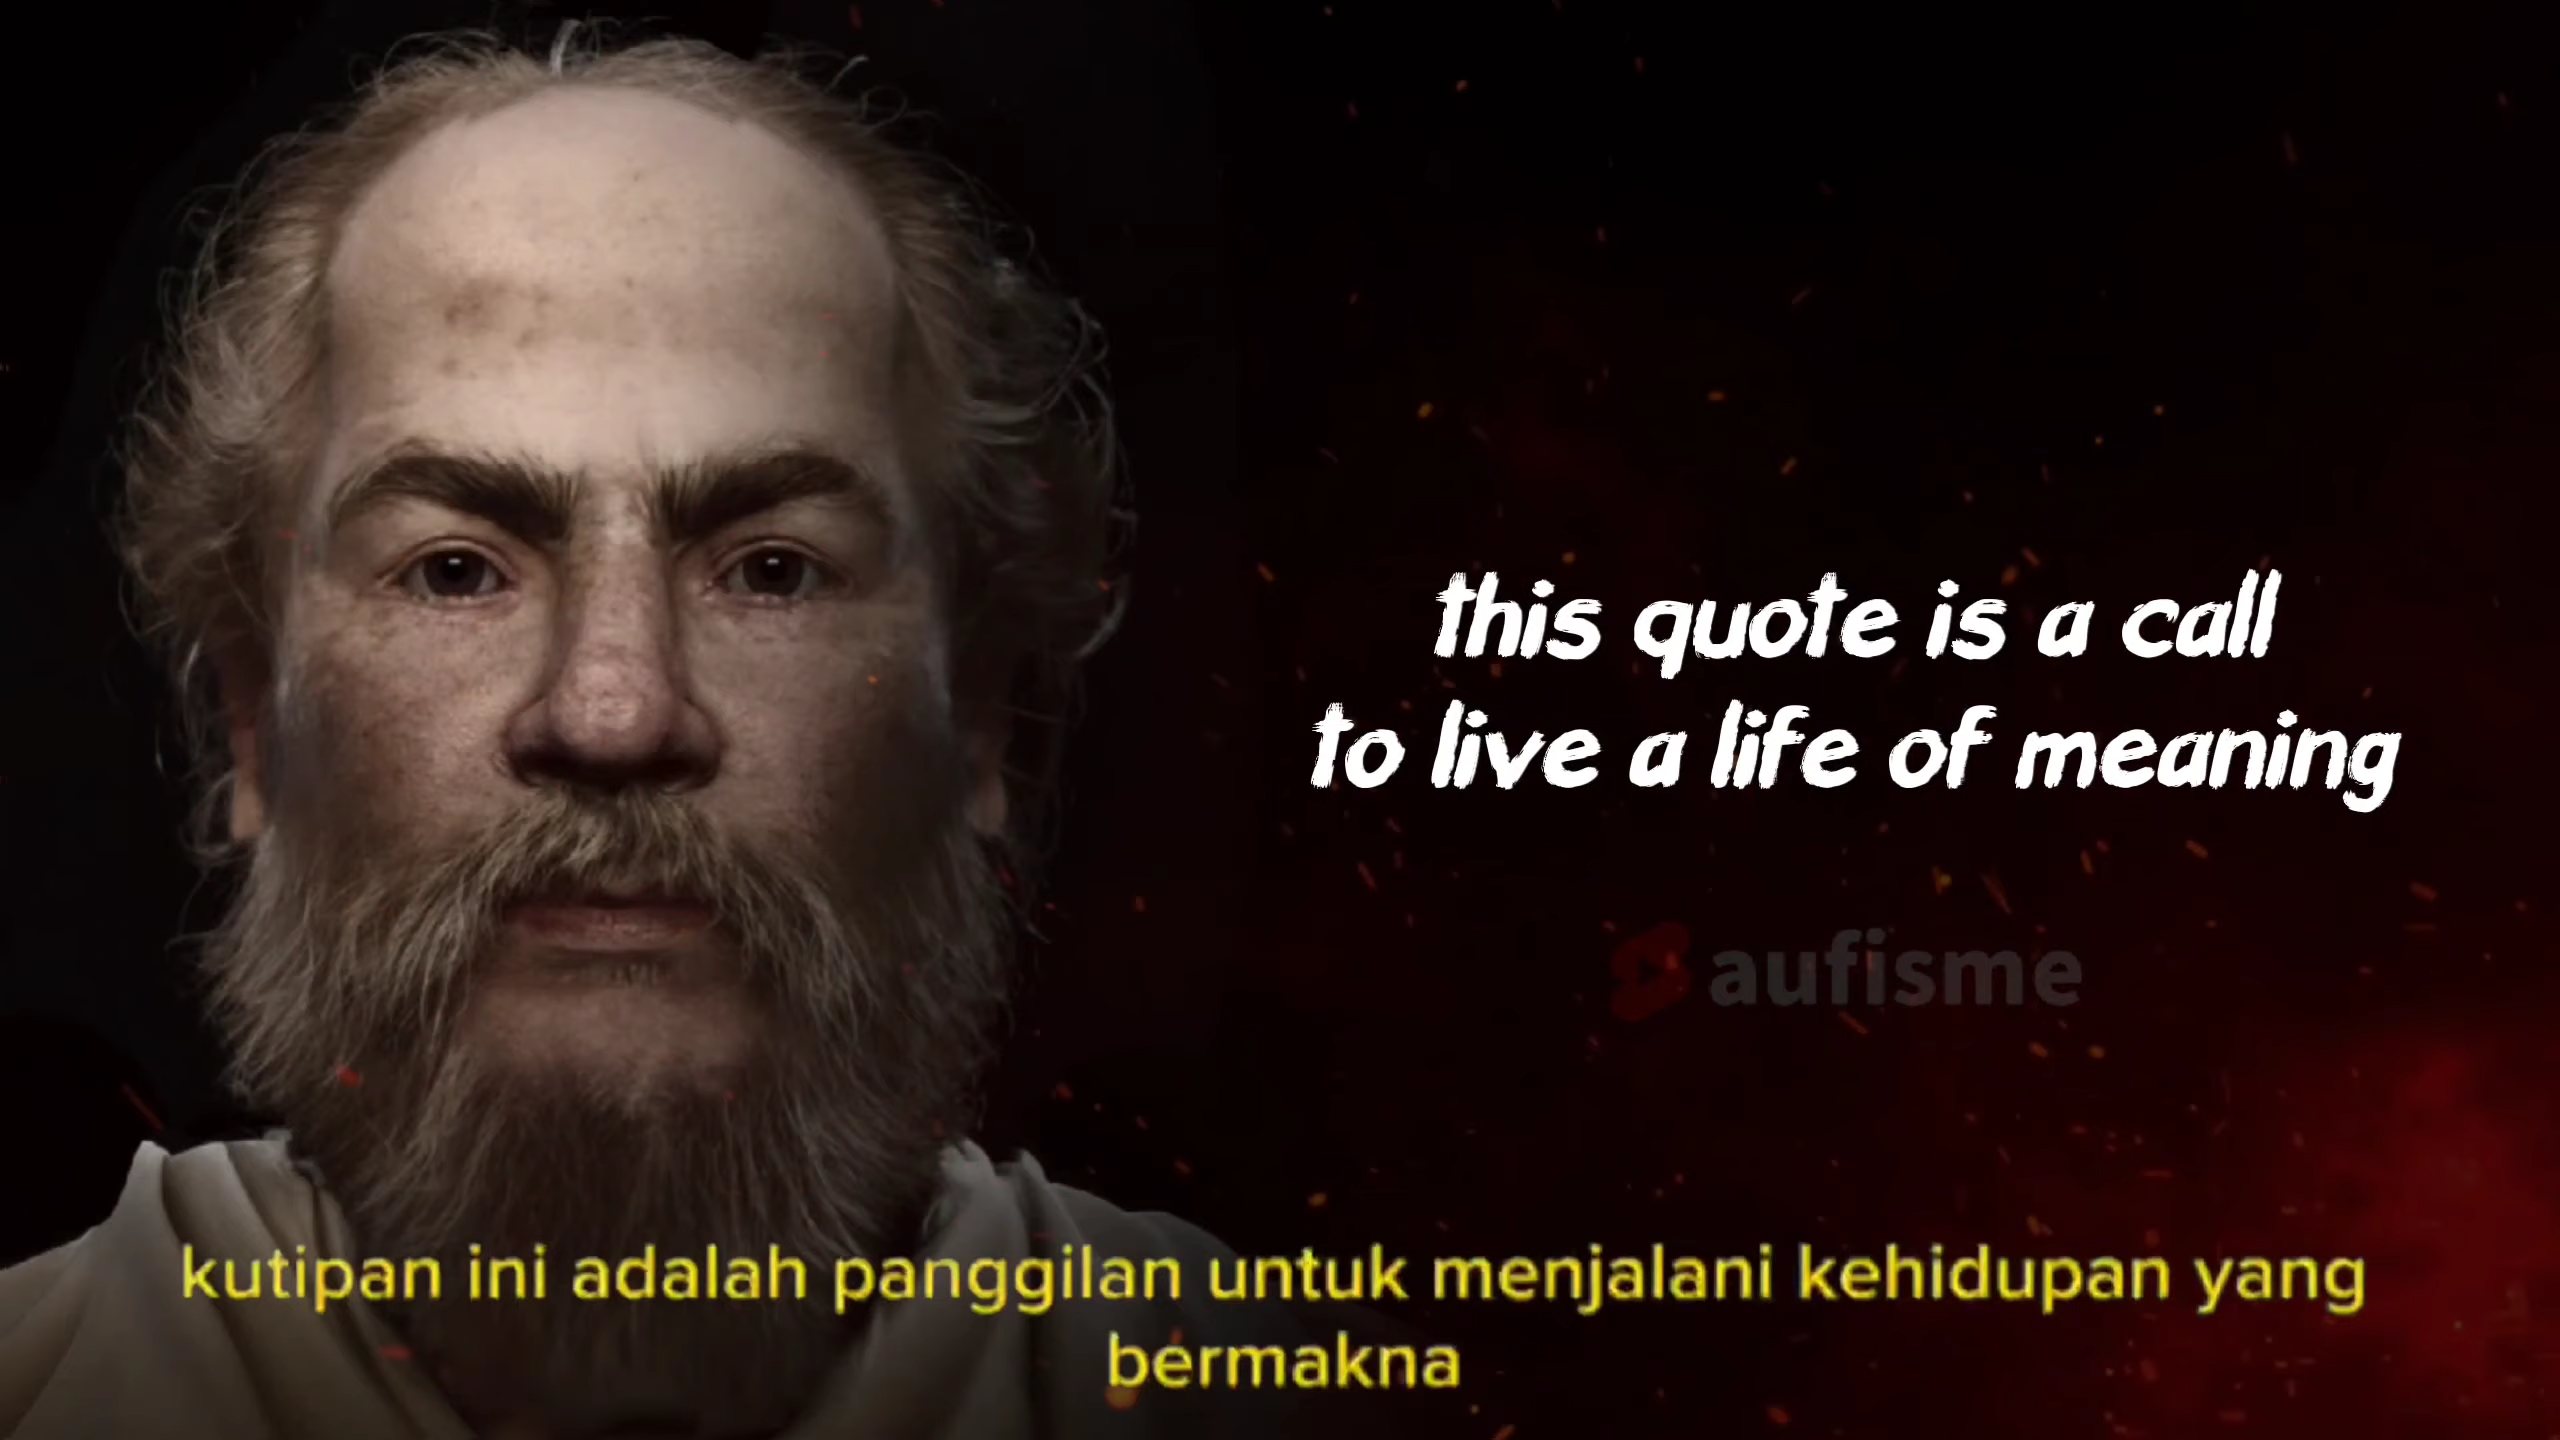 this quote is a call
to live a life of meaning
aufisme
kutipan ini adalah panggilan untuk menjalani kehidupan yang
bermakna